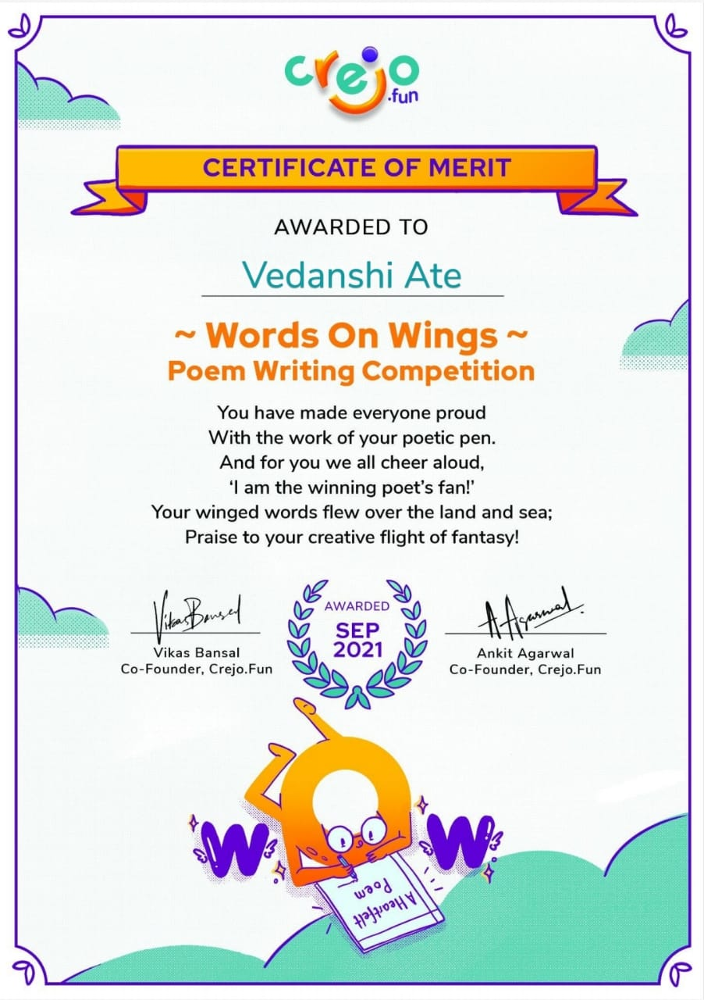 crejo
.fun
CERTIFICATE OF MERIT
AWARDED TO
Vedanshi Ate
~ Words On Wings ~
Poem Writing Competition
You have made everyone proud
With the work of your poetic pen.
And for you we all cheer aloud,
‘I am the winning poet’s fan!’
Your winged words flew over the land and sea;
Praise to your creative flight of fantasy!
Vikas Bansal
A Agarwal
AWARDED
SEP
2021
Vikas Bansal
Co-Founder, Crejo.Fun
Ankit Agarwal
Co-Founder, Crejo.Fun
WOW
A Heartfelt
Poem